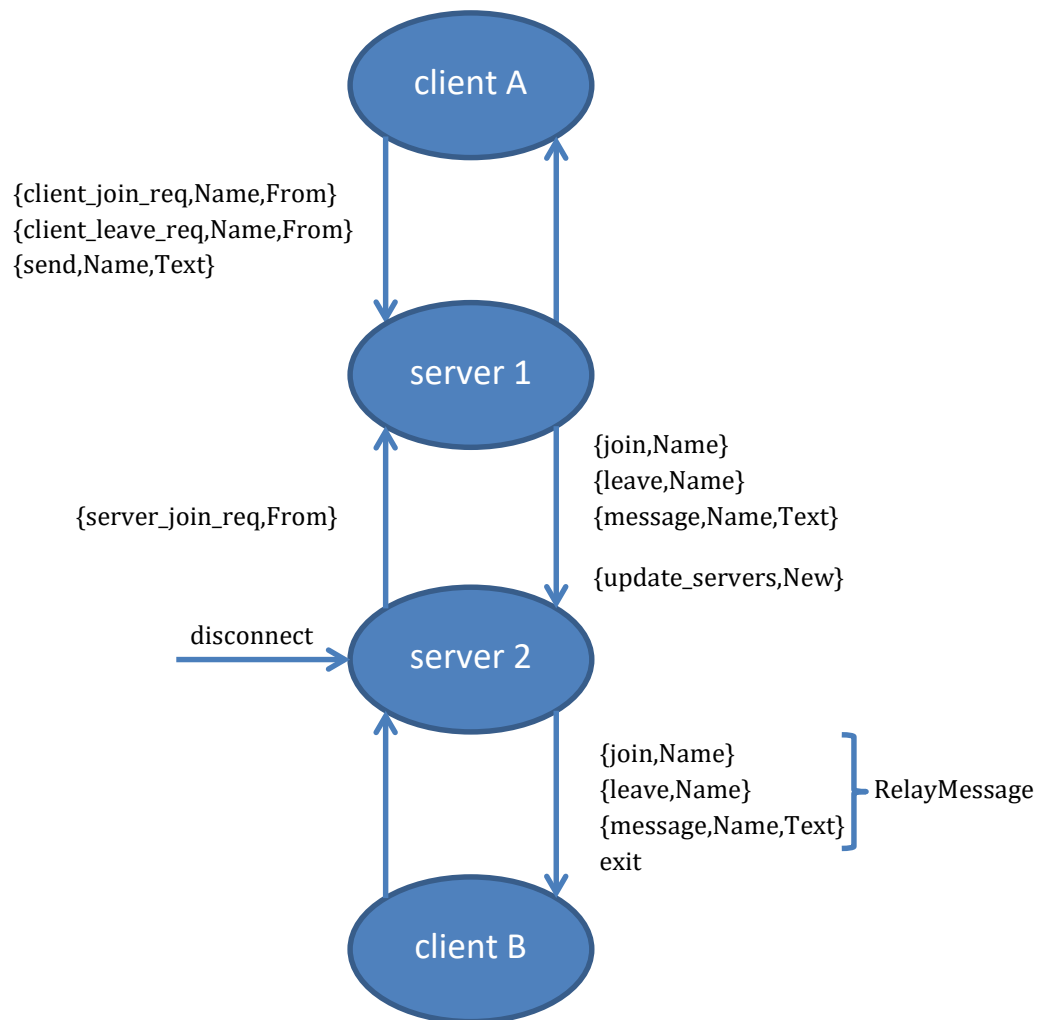 client A
{client_join_req,Name,From}
{client_leave_req,Name,From}
{send,Name,Text}
server 1
{join,Name}
{leave,Name}
{message,Name,Text}
{server_join_req,From}
{update_servers,New}
disconnect
server 2
{join,Name}
{leave,Name}
RelayMessage
{message,Name,Text}
exit
client B